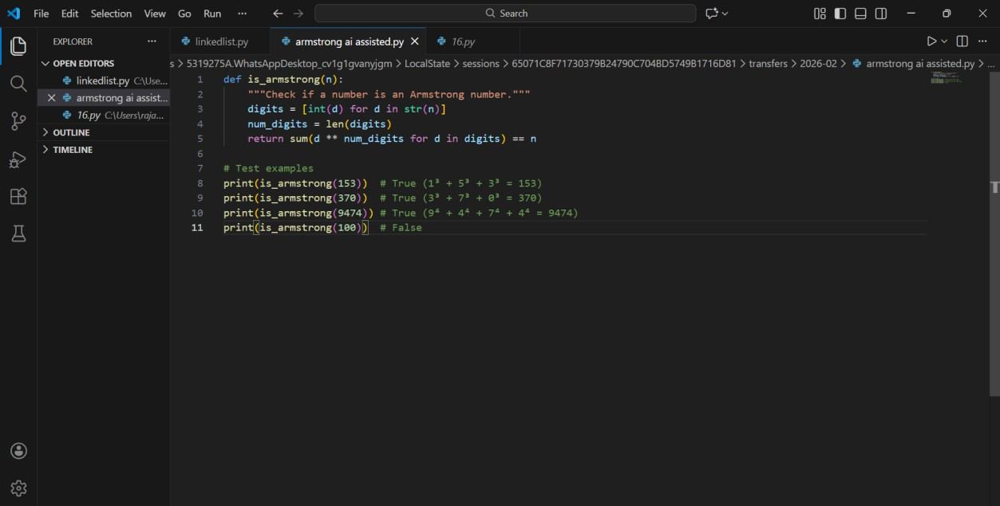 File Edit Selection View Go Run ··· Search
EXPLORER ···
OPEN EDITORS
linkedlist.py C:\Use...
armstrong ai assist...
16.py C:\Users\raja...
OUTLINE
TIMELINE
linkedlist.py armstrong ai assisted.py 16.py
s > 5319275A.WhatsAppDesktop_cv1g1gvanyjgm > LocalState > sessions > 65071C8F71730379B24790C704BD5749B1716D81 > transfers > 2026-02 > armstrong ai assisted.py > ...
1 def is_armstrong(n):
2 """Check if a number is an Armstrong number."""
3 digits = [int(d) for d in str(n)]
4 num_digits = len(digits)
5 return sum(d ** num_digits for d in digits) == n
6
7 # Test examples
8 print(is_armstrong(153)) # True (1³ + 5³ + 3³ = 153)
9 print(is_armstrong(370)) # True (3³ + 7³ + 0³ = 370)
10 print(is_armstrong(9474)) # True (9⁴ + 4⁴ + 7⁴ + 4⁴ = 9474)
11 print(is_armstrong(100)) # False